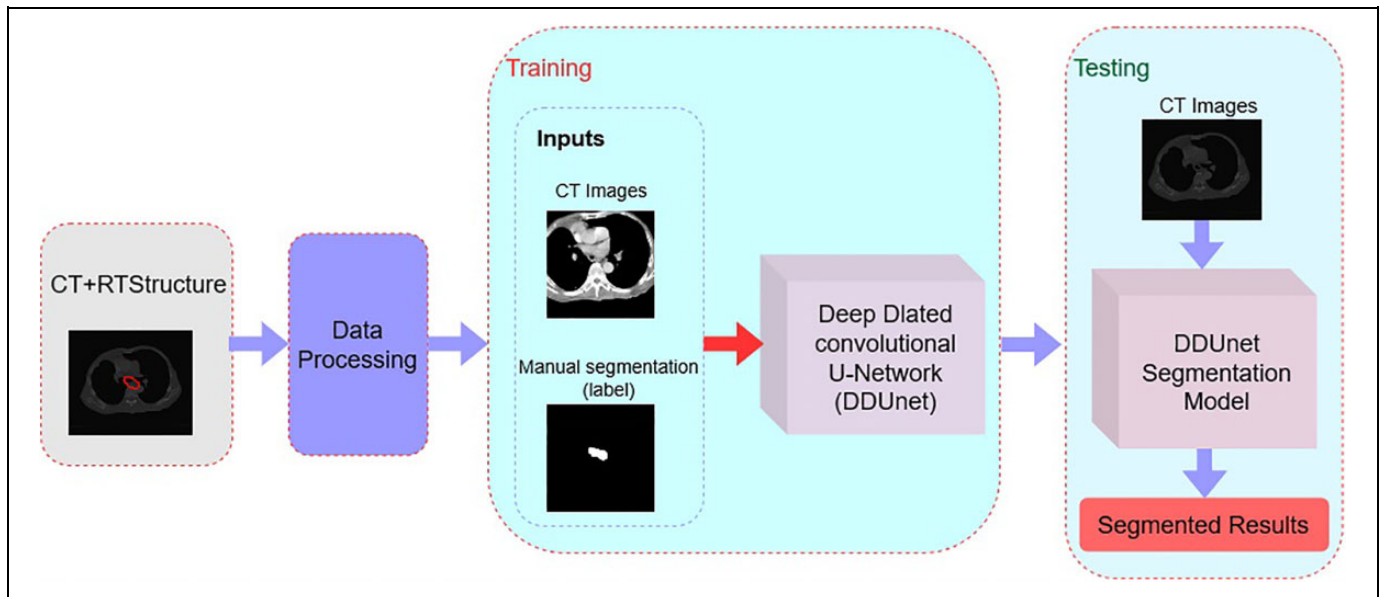 CT+RTStructure
Data
Processing
Training
Inputs
CT Images
Manual segmentation
(label)
Deep Dlated
convolutional
U-Network
(DDUnet)
Testing
CT Images
DDUnet
Segmentation
Model
Segmented Results